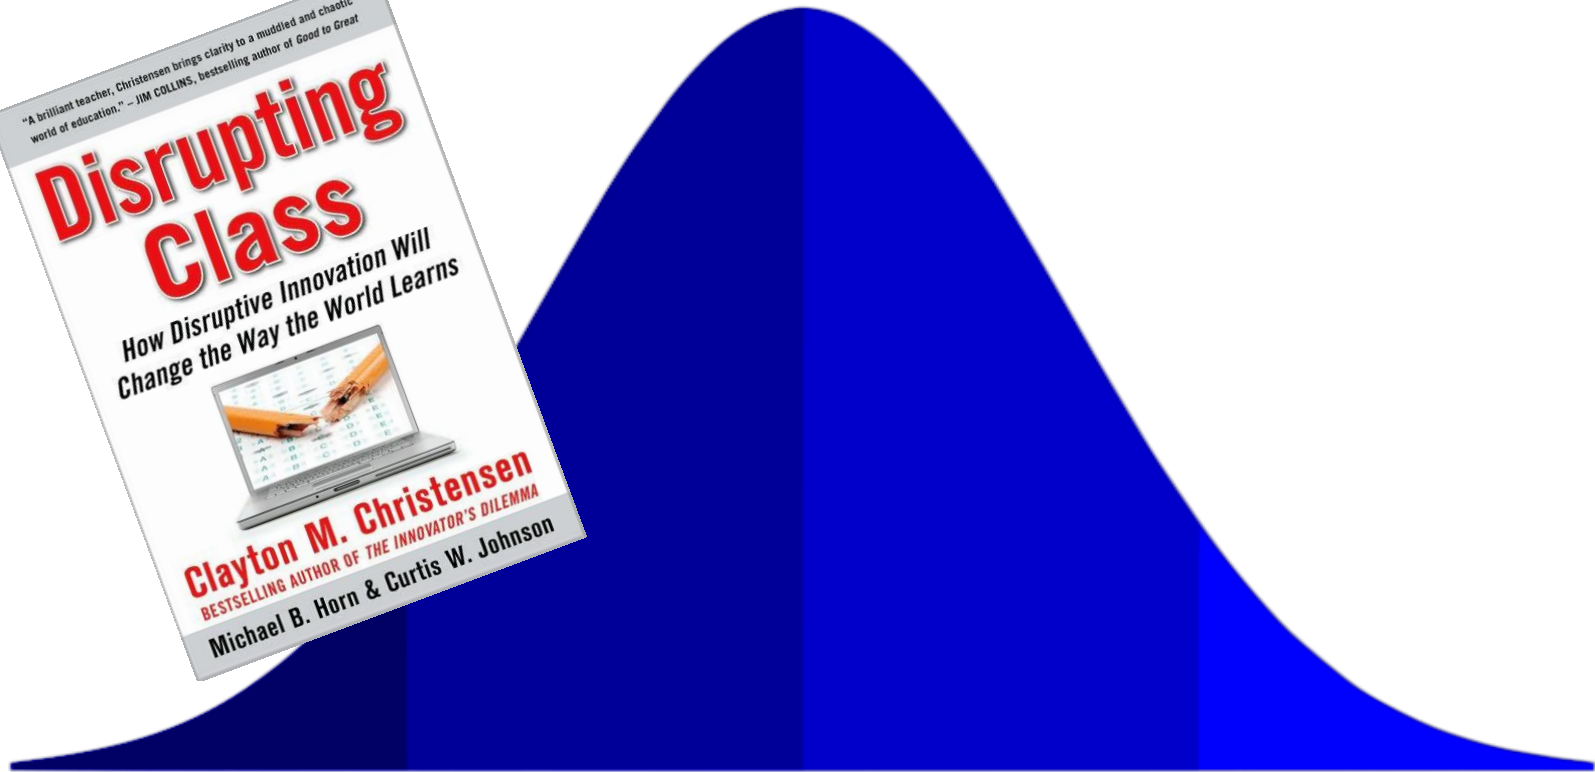 “A brilliant teacher, Christensen brings clarity to a muddled and chaotic
world of education.” – JIM COLLINS, bestselling author of Good to Great
Disrupting
Class
How Disruptive Innovation Will
Change the Way the World Learns
Clayton M. Christensen
BESTSELLING AUTHOR OF THE INNOVATOR'S DILEMMA
Michael B. Horn & Curtis W. Johnson